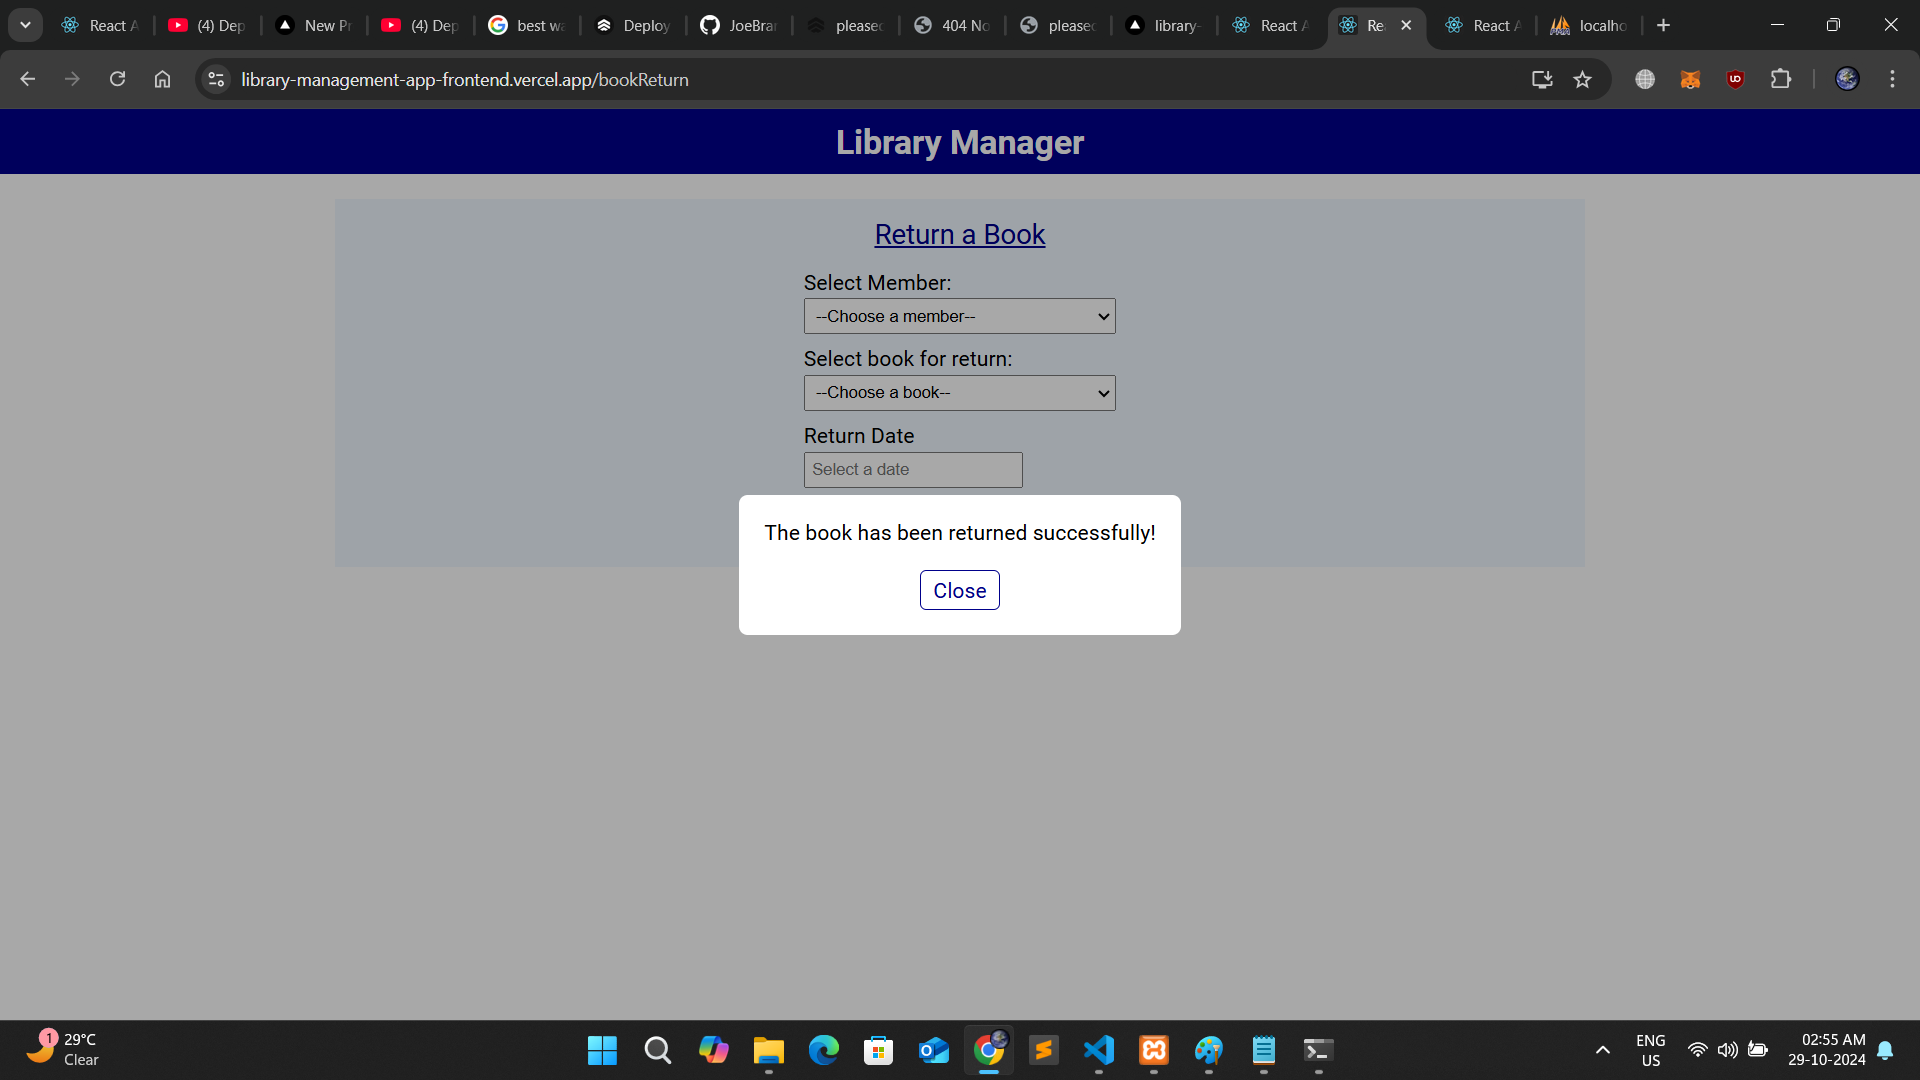 React A
(4) Dep
New Pr
(4) Dep
best wa
Deploy
JoeBrar
pleasec
404 No
pleasec
library-
React A
Rea
React A
localho
library-management-app-frontend.vercel.app/bookReturn
Library Manager
Return a Book
Select Member:
--Choose a member--
Select book for return:
--Choose a book--
Return Date
Select a date
The book has been returned successfully!
Close
1
29°C
Clear
ENG
US
02:55 AM
29-10-2024